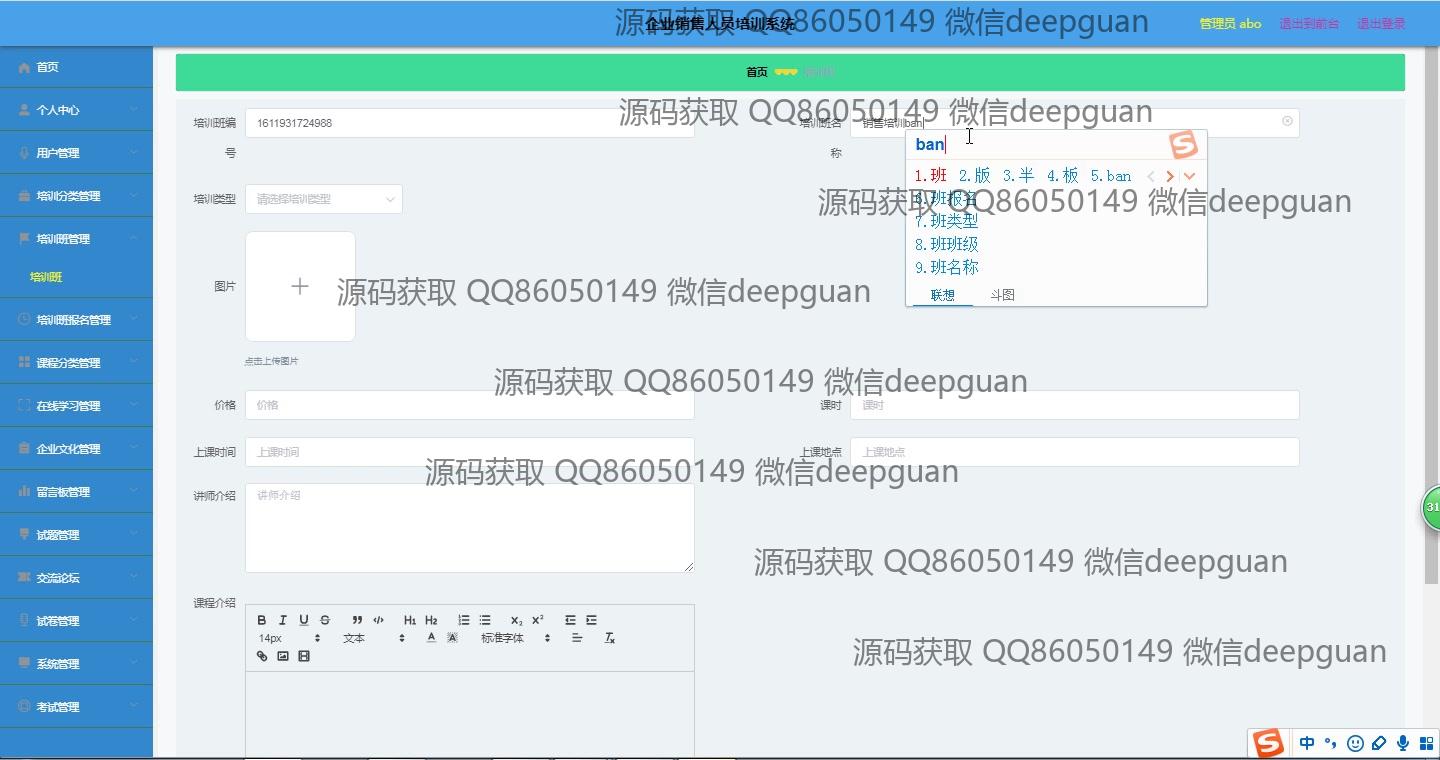 企业销售人员培训系统
源码获取 QQ86050149 微信deepguan
管理员 abo
退出到前台
退出登录
首页
个人中心
用户管理
培训分类管理
培训班管理
培训班
培训班报名管理
课程分类管理
在线学习管理
企业文化管理
留言板管理
试题管理
交流论坛
试卷管理
系统管理
考试管理
首页 培训班
源码获取 QQ86050149 微信deepguan
培训班编号
1611931724988
培训班名称
销售培训ban
ban
1.班 2.版 3.半 4.板 5.ban
6.班报名
7.班类型
8.班班级
9.班名称
联想 斗图
源码获取 QQ86050149 微信deepguan
培训类型
请选择培训类型
图片
源码获取 QQ86050149 微信deepguan
点击上传图片
源码获取 QQ86050149 微信deepguan
价格
价格
课时
课时
上课时间
上课时间
上课地点
上课地点
源码获取 QQ86050149 微信deepguan
讲师介绍
讲师介绍
源码获取 QQ86050149 微信deepguan
课程介绍
B I U S H1 H2 X2 X2
14px 文本 A A 标准字体
源码获取 QQ86050149 微信deepguan
31
中